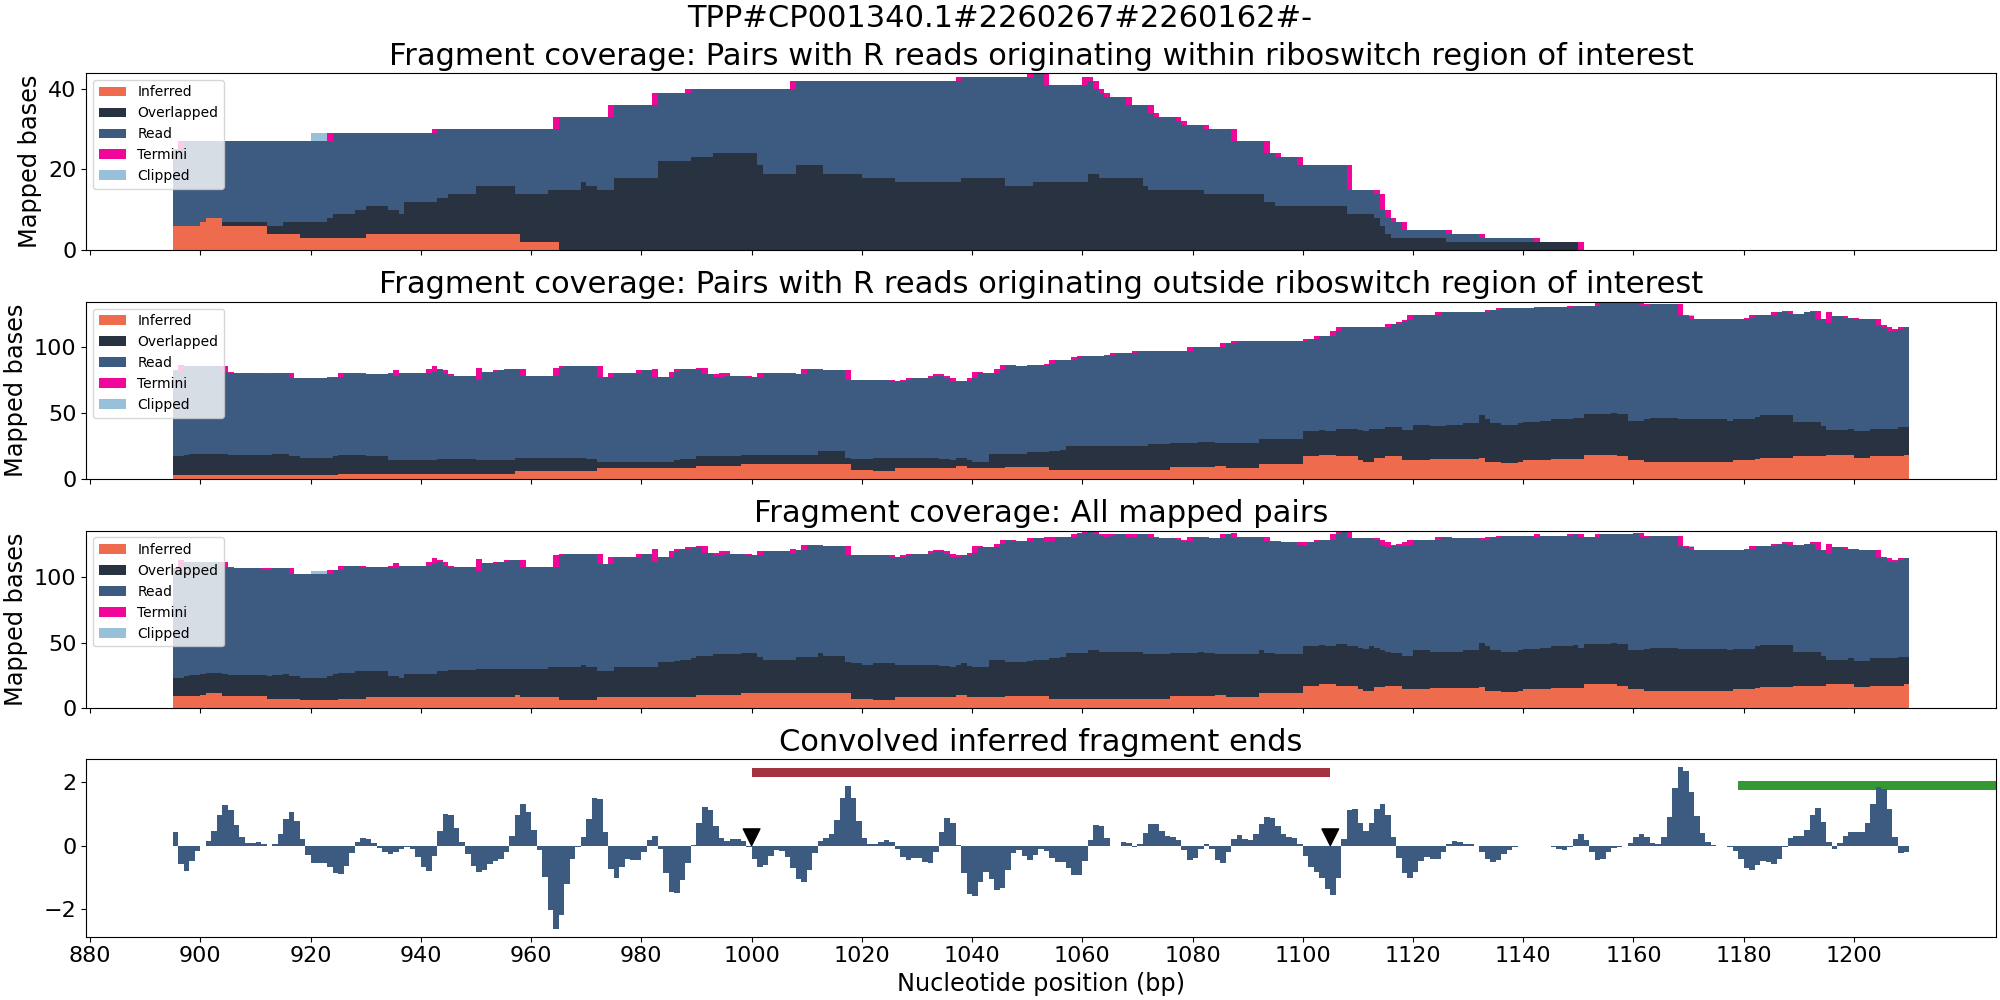 TPP#CP001340.1#2260267#2260162#-
Fragment coverage: Pairs with R reads originating within riboswitch region of interest
Mapped bases
40
20
0
Inferred
Overlapped
Read
Termini
Clipped
Fragment coverage: Pairs with R reads originating outside riboswitch region of interest
Mapped bases
100
50
0
Inferred
Overlapped
Read
Termini
Clipped
Fragment coverage: All mapped pairs
Mapped bases
100
50
0
Inferred
Overlapped
Read
Termini
Clipped
Convolved inferred fragment ends
2
0
−2
880 900 920 940 960 980 1000 1020 1040 1060 1080 1100 1120 1140 1160 1180 1200
Nucleotide position (bp)